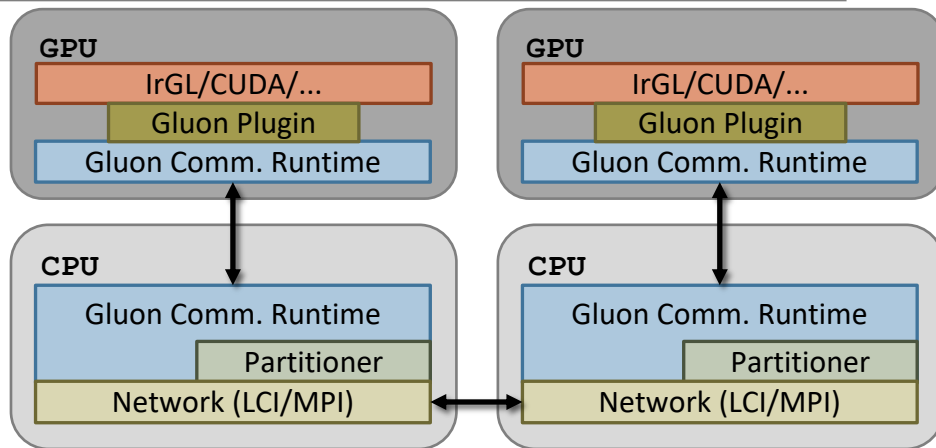 GPU
IrGL/CUDA/...
Gluon Plugin
Gluon Comm. Runtime
GPU
IrGL/CUDA/...
Gluon Plugin
Gluon Comm. Runtime
CPU
Gluon Comm. Runtime
Partitioner
Network (LCI/MPI)
CPU
Gluon Comm. Runtime
Partitioner
Network (LCI/MPI)